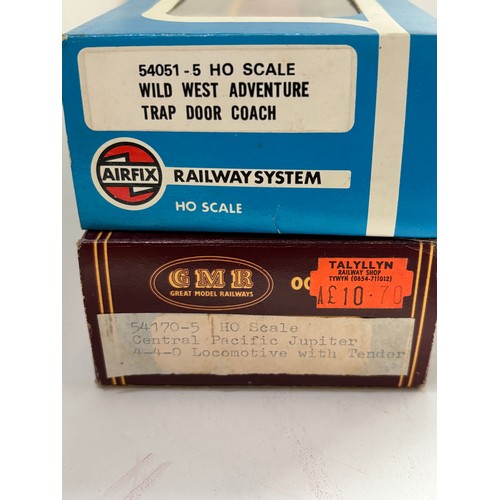 54051-5 HO SCALE
WILD WEST ADVENTURE
TRAP DOOR COACH
AIRFIX
RAILWAY SYSTEM
HO SCALE
GMR
GREAT MODEL RAILWAYS
OO
TALYLLYN
RAILWAY SHOP
TYWYN (0654-711012)
A£10.70
54170-5 HO Scale
Central Pacific Jupiter
4-4-0 Locomotive with Tender